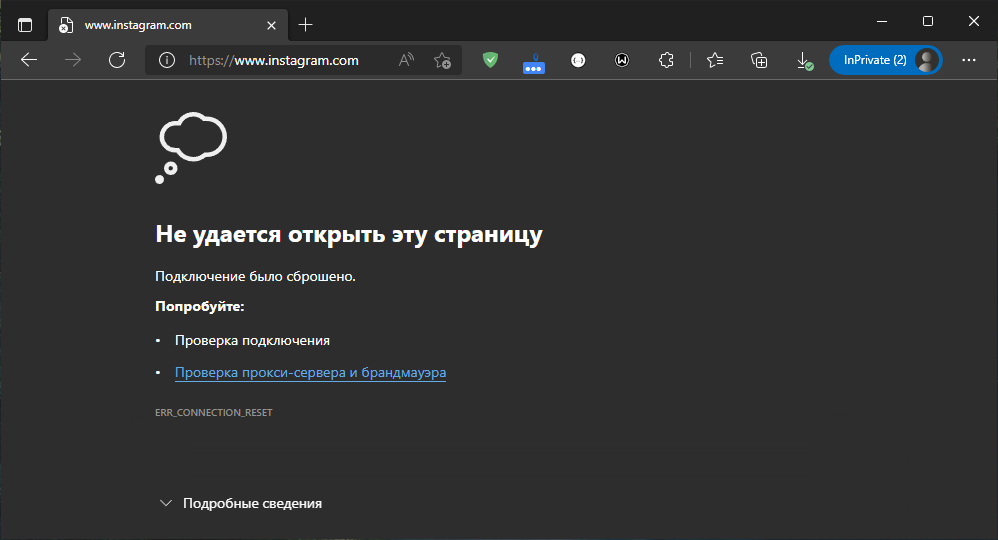 www.instagram.com
https://www.instagram.com
InPrivate (2)
Не удается открыть эту страницу
Подключение было сброшено.
Попробуйте:
• Проверка подключения
• Проверка прокси-сервера и брандмауэра
ERR_CONNECTION_RESET
Подробные сведения